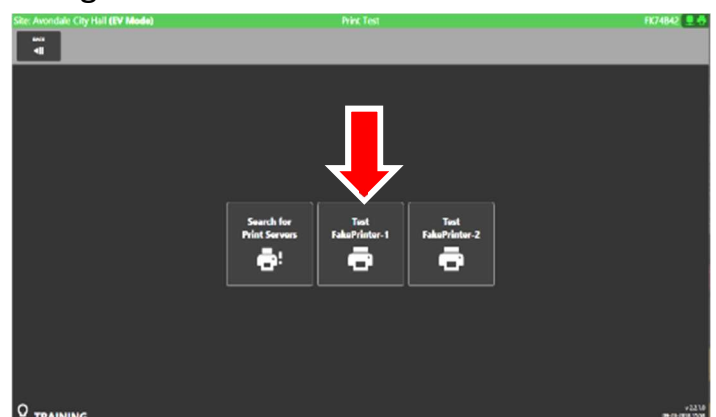 Site: Avondale City Hall (EV Mode)
Print Test
FK74B42
BACK
Search for
Print Servers
Test
FakePrinter-1
Test
FakePrinter-2
TRAINING